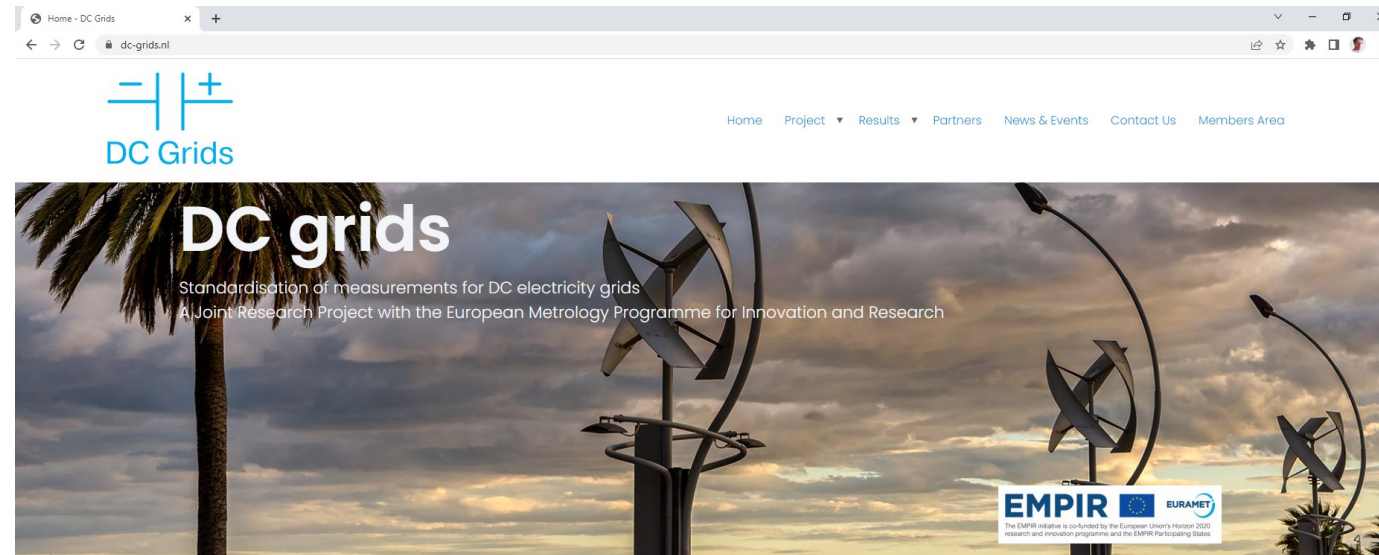 Home - DC Grids
dc-grids.nl
DC Grids
Home Project Results Partners News & Events Contact Us Members Area
DC grids
Standardisation of measurements for DC electricity grids
A Joint Research Project with the European Metrology Programme for Innovation and Research
EMPIR EURAMET
The EMPIR initiative is co-funded by the European Union's Horizon 2020
research and innovation programme and the EMPIR Participating States
4